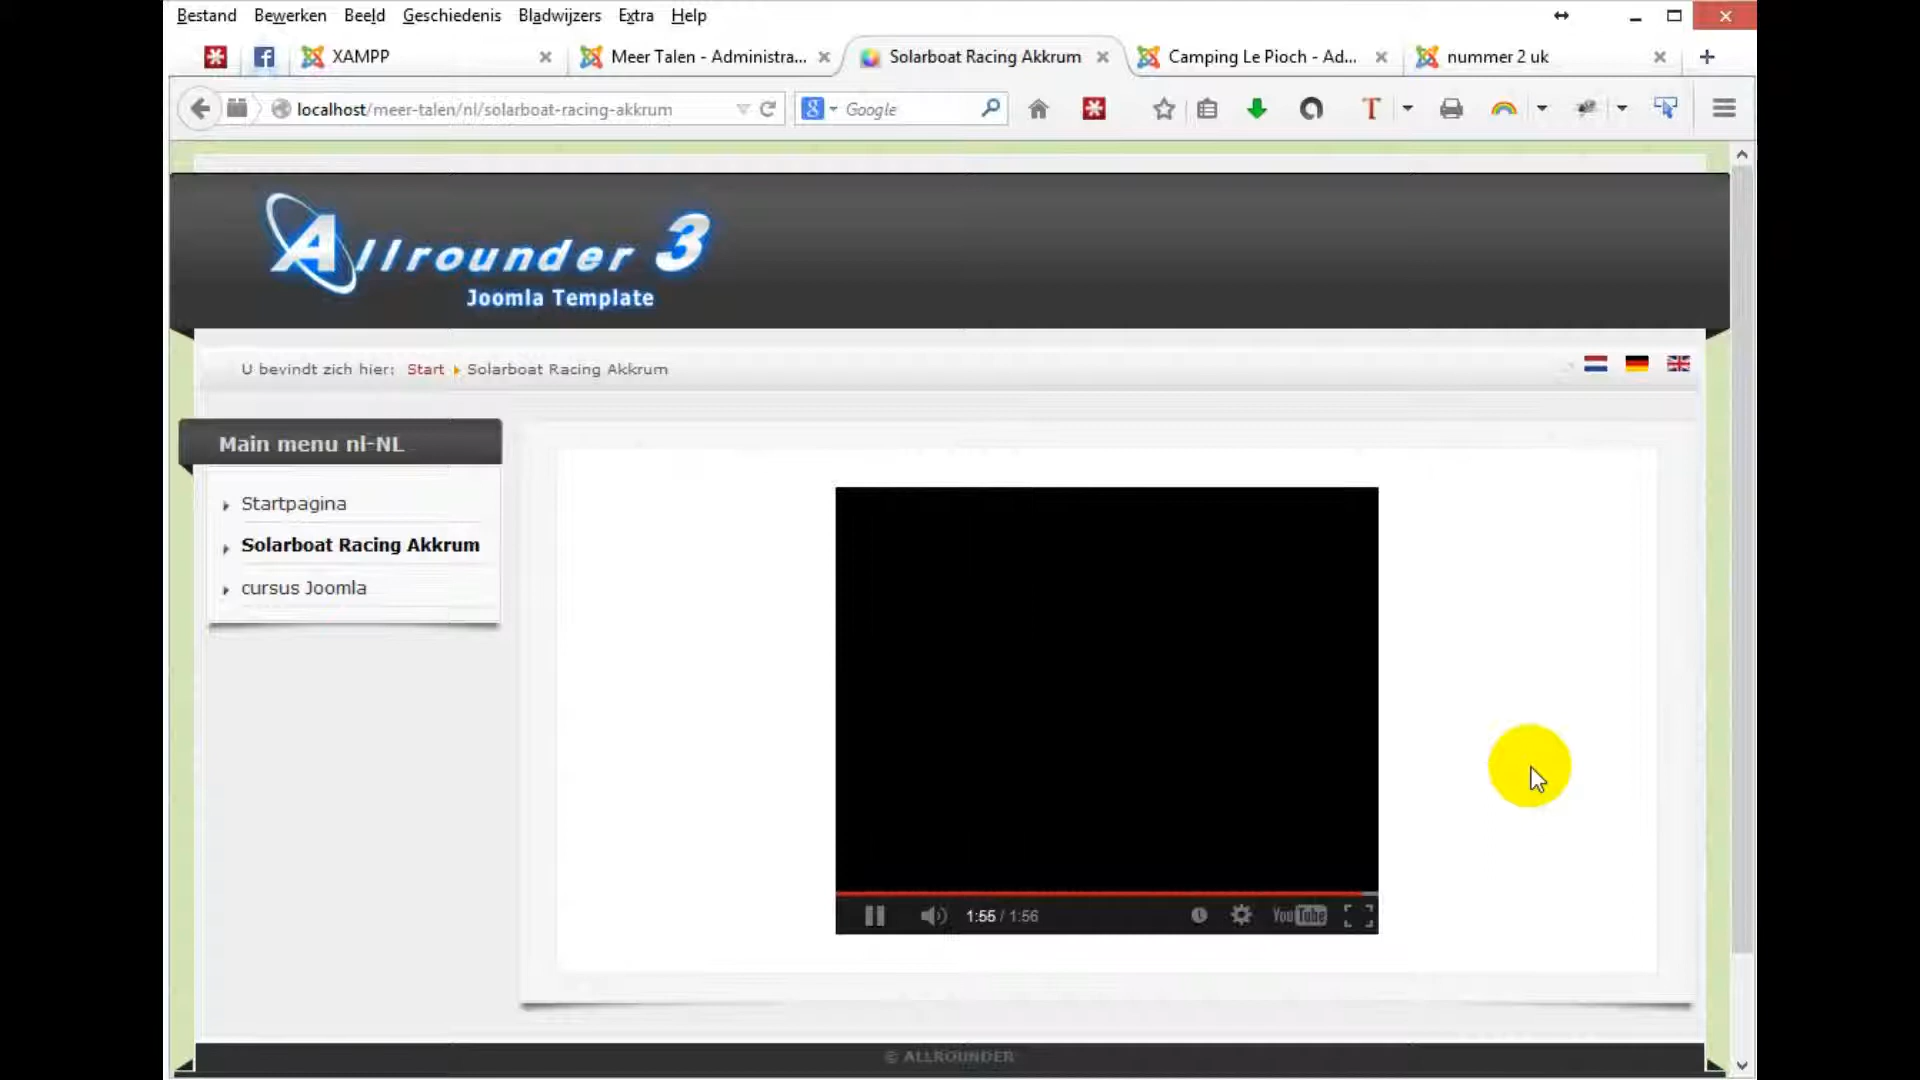 Bestand Bewerken Beeld Geschiedenis Bladwijzers Extra Help
XAMPP Meer Talen - Administra... Solarboat Racing Akkrum Camping Le Pioch - Ad... nummer 2 uk
localhost/meer-talen/nl/solarboat-racing-akkrum Google
Allrounder 3
Joomla Template
U bevindt zich hier: Start Solarboat Racing Akkrum
Main menu nl-NL
Startpagina
Solarboat Racing Akkrum
cursus Joomla
1:55 / 1:56 YouTube
© ALLROUNDER